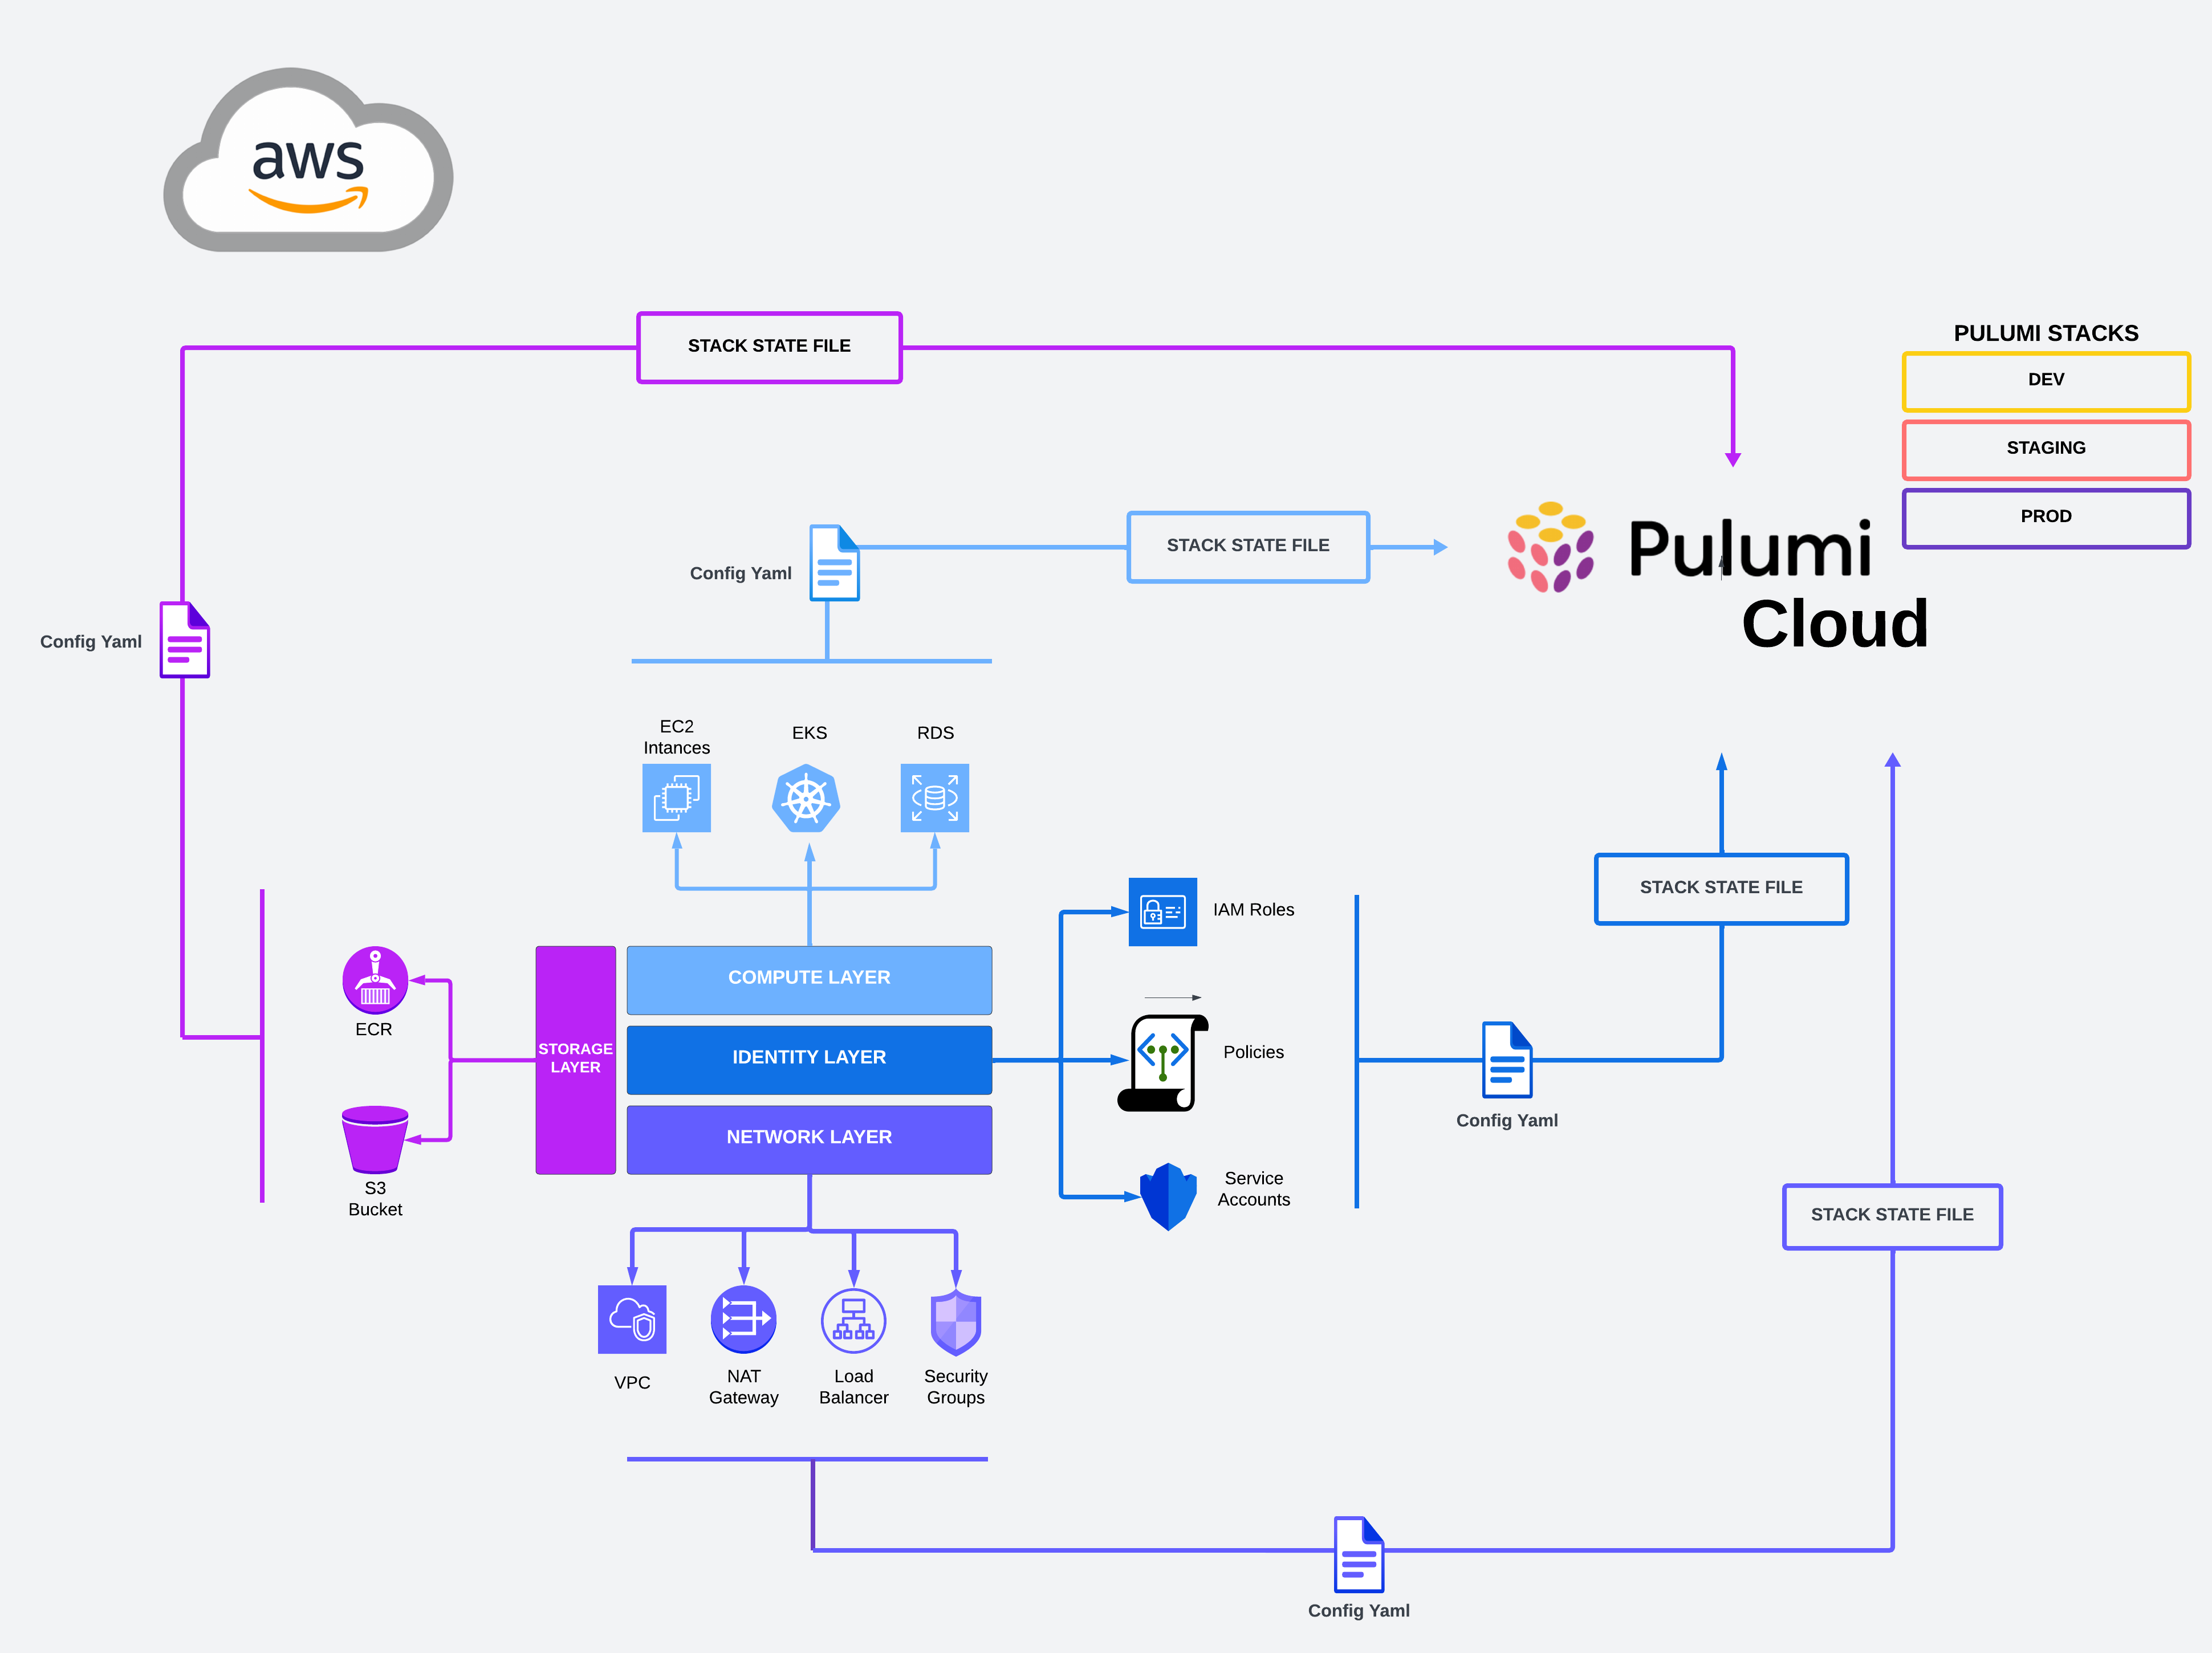 aws
STACK STATE FILE
PULUMI STACKS
DEV
STAGING
PROD
Config Yaml
STACK STATE FILE
Pulumi
Cloud
Config Yaml
EC2
Intances
EKS
RDS
STACK STATE FILE
IAM Roles
COMPUTE LAYER
ECR
STORAGE
LAYER
IDENTITY LAYER
Policies
Config Yaml
NETWORK LAYER
S3
Bucket
Service
Accounts
STACK STATE FILE
VPC
NAT
Gateway
Load
Balancer
Security
Groups
Config Yaml